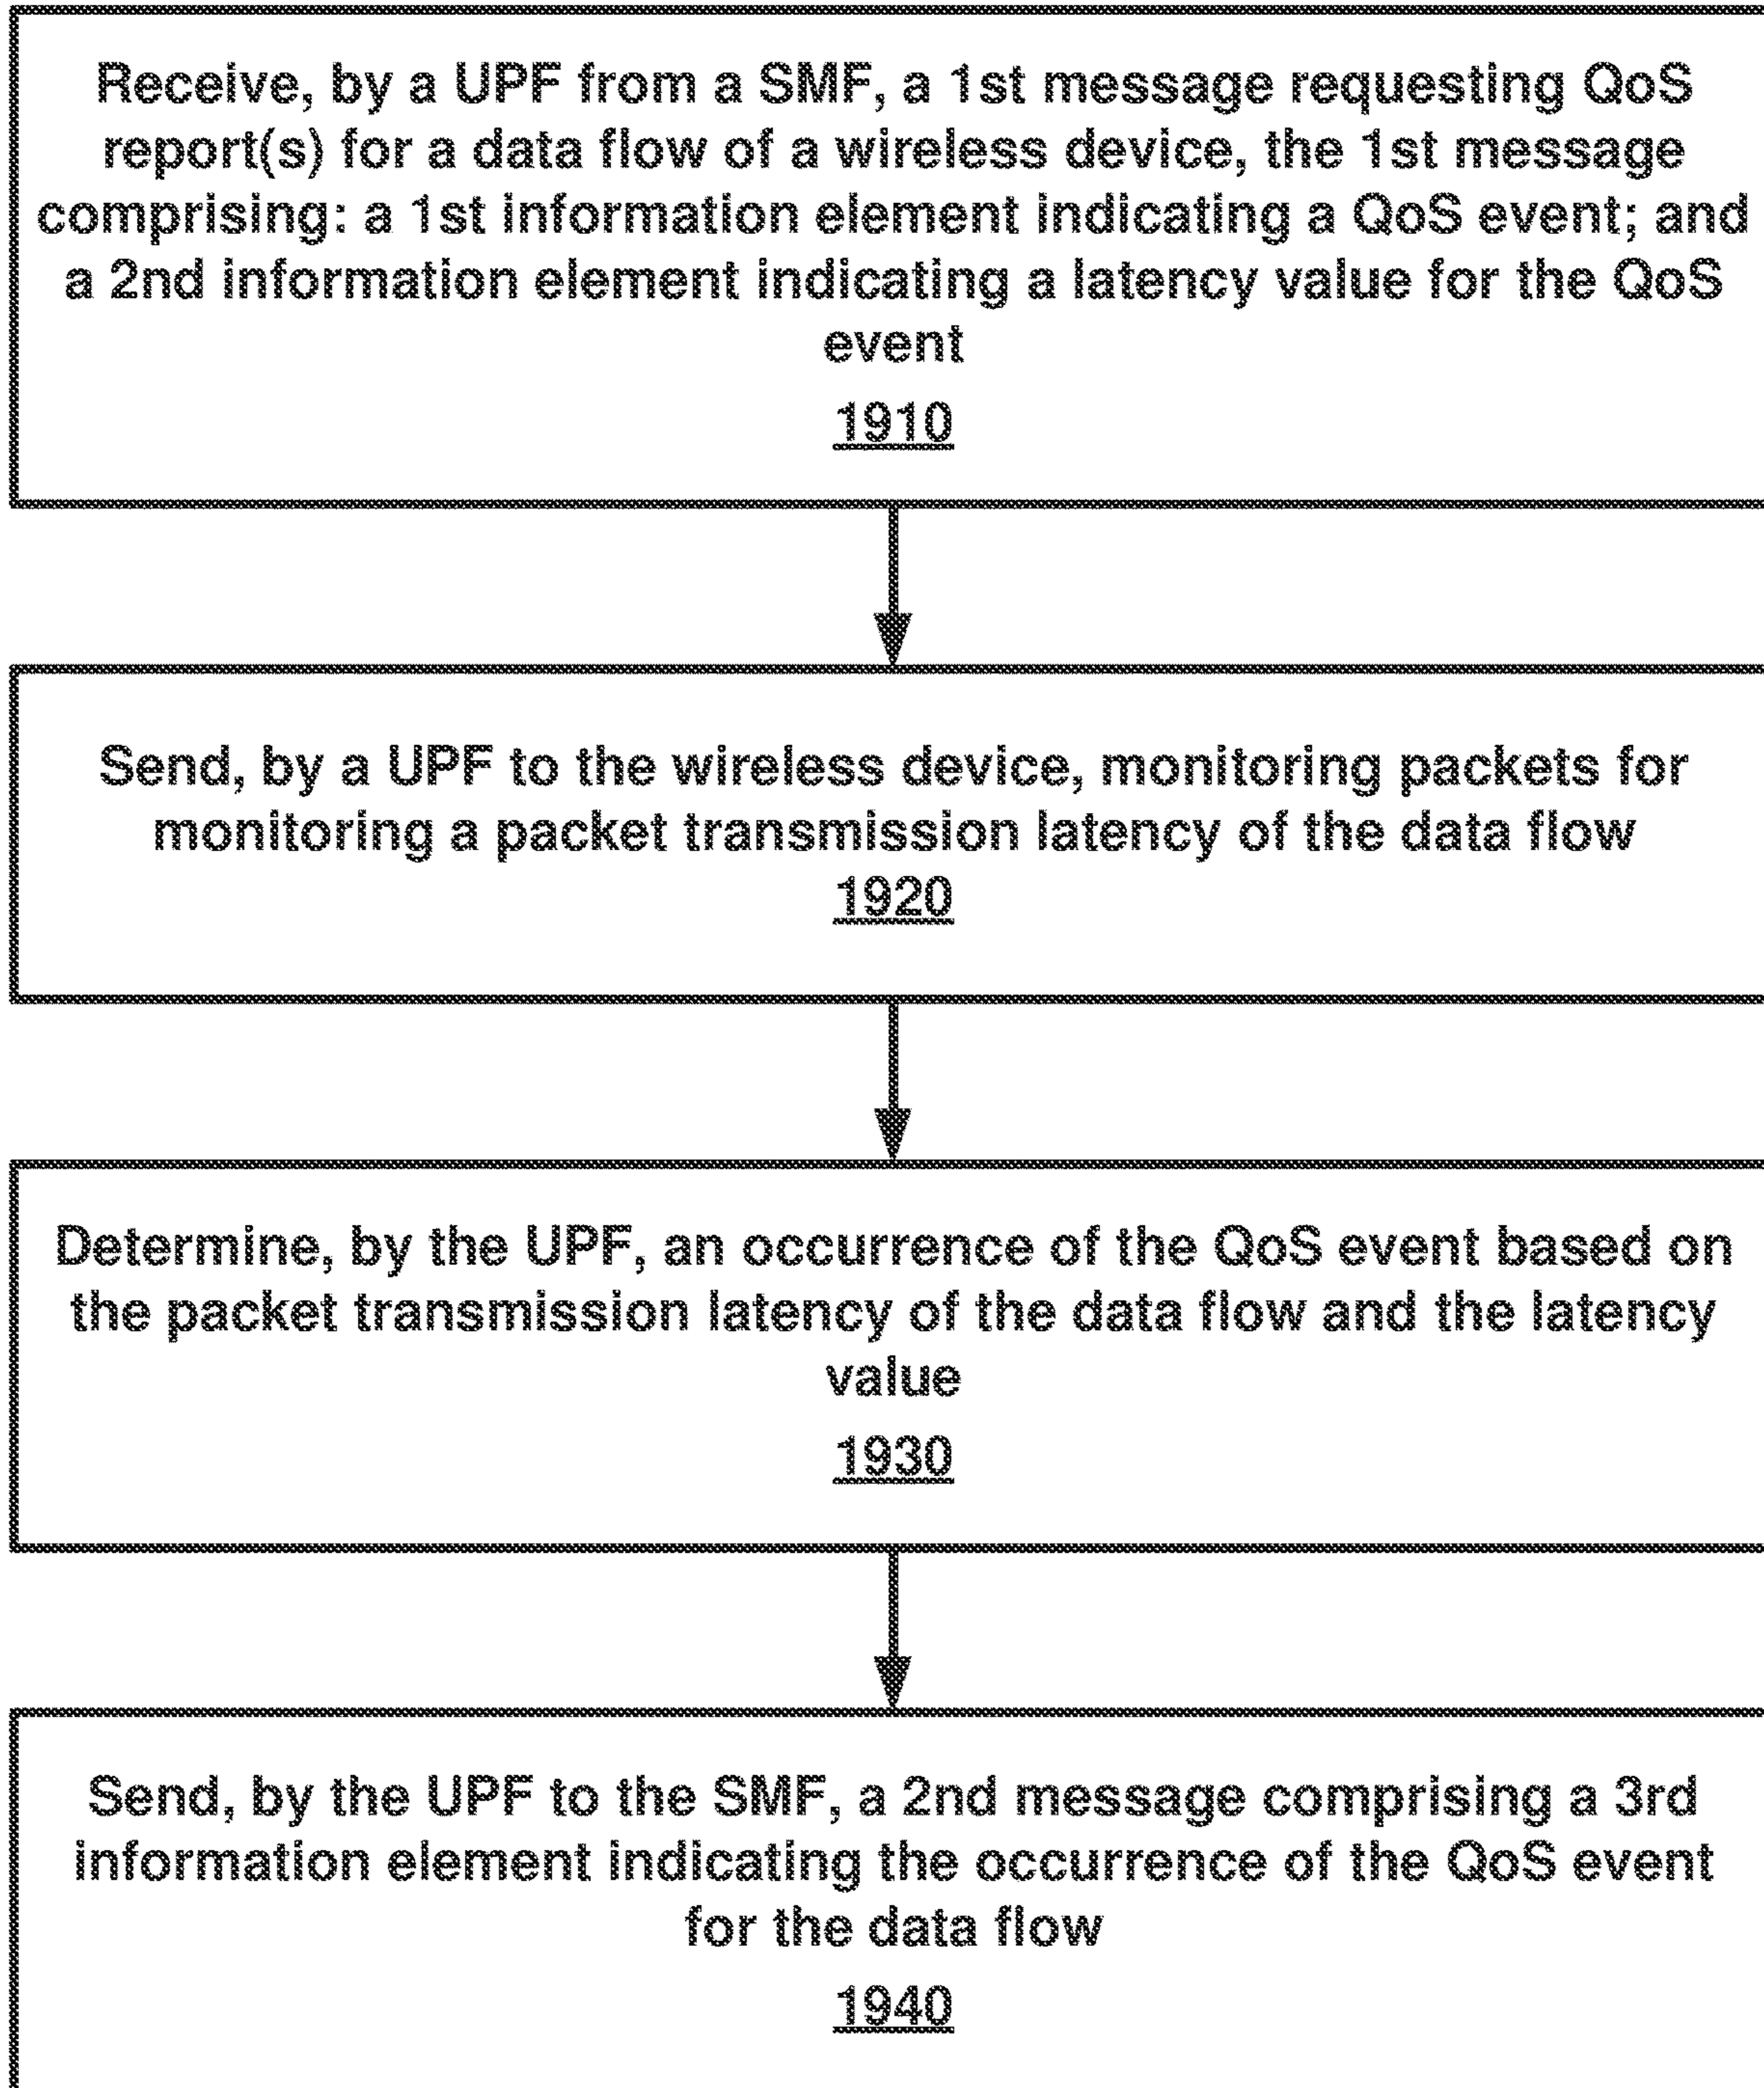 Receive, by a UPF from a SMF, a 1st message requesting QoS
report(s) for a data flow of a wireless device, the 1st message
comprising: a 1st information element indicating a QoS event; and
a 2nd information element indicating a latency value for the QoS
event
1910
Send, by a UPF to the wireless device, monitoring packets for
monitoring a packet transmission latency of the data flow
1920
Determine, by the UPF, an occurrence of the QoS event based on
the packet transmission latency of the data flow and the latency
value
1930
Send, by the UPF to the SMF, a 2nd message comprising a 3rd
information element indicating the occurrence of the QoS event
for the data flow
1940